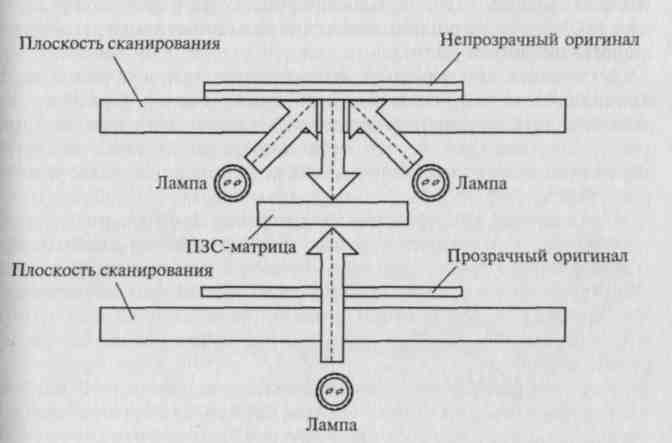 Плоскость сканирования
Непрозрачный оригинал
Лампа
Лампа
ПЗС-матрица
Плоскость сканирования
Прозрачный оригинал
Лампа